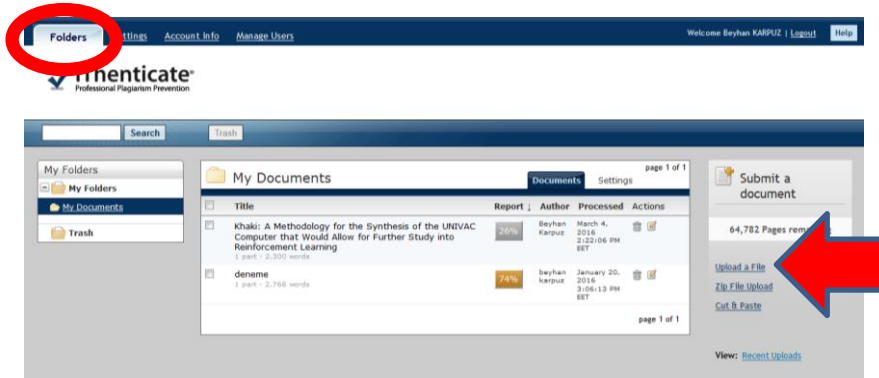 Folders ttings Account Info Manage Users Welcome Beyhan KARPUZ | Logout Help
iThenticate®
Professional Plagiarism Prevention
Search Trash
My Folders
My Folders
My Documents
Trash
My Documents
Documents Settings
page 1 of 1
Title Report ↓ Author Processed Actions
Khaki: A Methodology for the Synthesis of the UNIVAC
Computer that Would Allow for Further Study into
Reinforcement Learning
1 part - 2.300 words
26%
Beyhan
Karpuz
March 4,
2016
2:22:06 PM
EET
deneme
1 part - 2.768 words
74%
beyhan
karpuz
January 20,
2016
3:06:13 PM
EET
page 1 of 1
Submit a
document
64,782 Pages rem
Upload a File
Zip File Upload
Cut & Paste
View: Recent Uploads